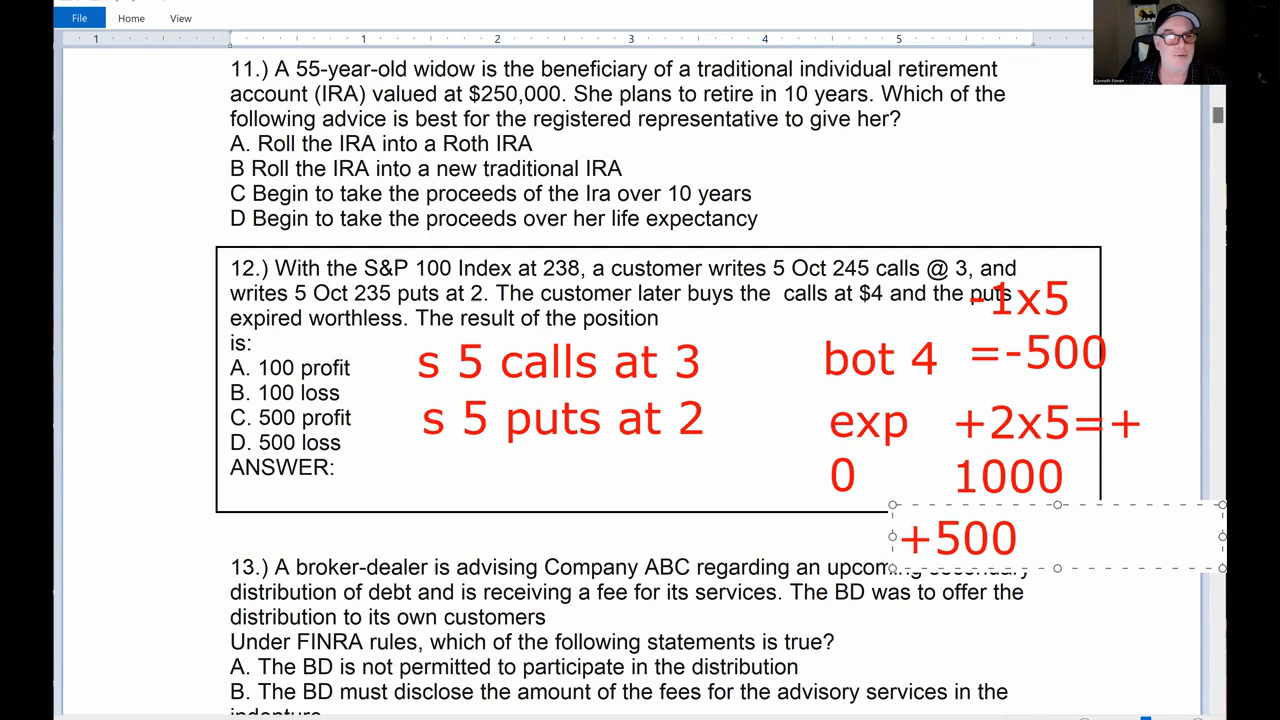 File Home View
1 1 2 3 4 5
11.) A 55-year-old widow is the beneficiary of a traditional individual retirement
account (IRA) valued at $250,000. She plans to retire in 10 years. Which of the
following advice is best for the registered representative to give her?
A. Roll the IRA into a Roth IRA
B Roll the IRA into a new traditional IRA
C Begin to take the proceeds of the Ira over 10 years
D Begin to take the proceeds over her life expectancy
12.) With the S&P 100 Index at 238, a customer writes 5 Oct 245 calls @ 3, and
writes 5 Oct 235 puts at 2. The customer later buys the calls at $4 and the puts
expired worthless. The result of the position
is:
A. 100 profit
B. 100 loss
C. 500 profit
D. 500 loss
ANSWER:
s 5 calls at 3
s 5 puts at 2
bot 4
exp
0
-1x5
=-500
+2x5=+
1000
+500
13.) A broker-dealer is advising Company ABC regarding an upcoming secondary
distribution of debt and is receiving a fee for its services. The BD was to offer the
distribution to its own customers
Under FINRA rules, which of the following statements is true?
A. The BD is not permitted to participate in the distribution
B. The BD must disclose the amount of the fees for the advisory services in the
indenture